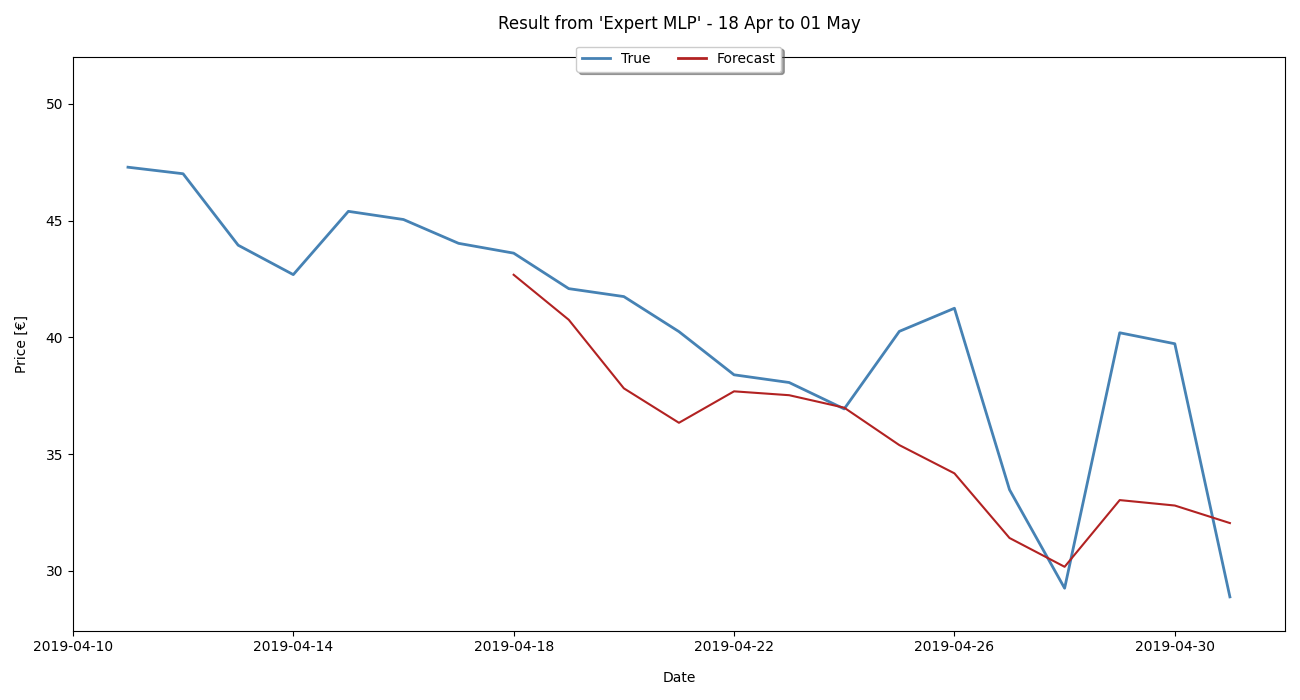 Result from 'Expert MLP' - 18 Apr to 01 May
True Forecast
50
45
40
35
30
Price [€]
2019-04-10 2019-04-14 2019-04-18 2019-04-22 2019-04-26 2019-04-30
Date